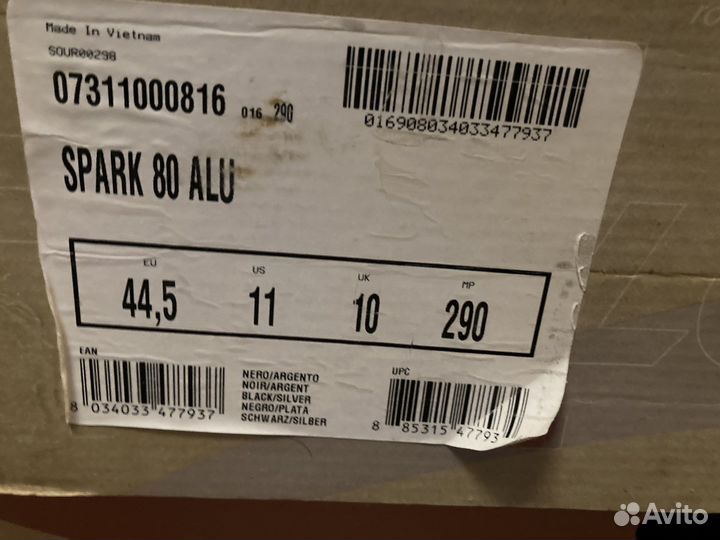 Made In Vietnam
SOUR00298
07311000816 016 290
016908034033477937
SPARK 80 ALU
EU US UK MP
44,5 11 10 290
EAN
8 034033 477937
NERO/ARGENTO
NOIR/ARGENT
BLACK/SILVER
NEGRO/PLATA
SCHWARZ/SILBER
UPC
8 85315 47793
Avito